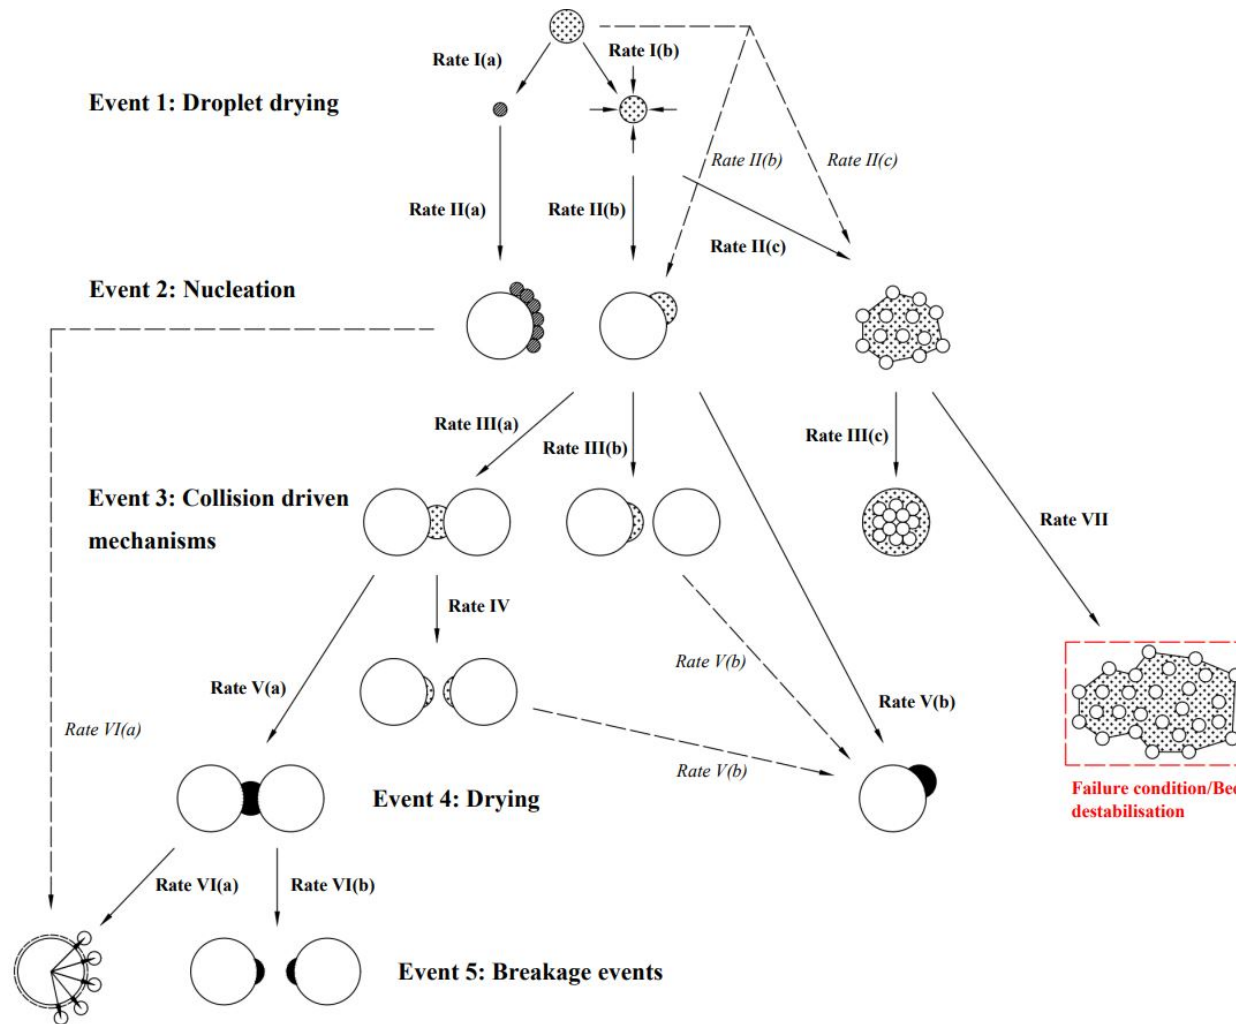 Rate I(a)
Rate I(b)
Event 1: Droplet drying
Rate II(b)
Rate II(c)
Rate II(a)
Rate II(b)
Rate II(c)
Event 2: Nucleation
Rate III(a)
Rate III(b)
Rate III(c)
Event 3: Collision driven
mechanisms
Rate VII
Rate IV
Rate V(b)
Rate V(a)
Rate V(b)
Rate VI(a)
Rate V(b)
Event 4: Drying
Failure condition/Bed
destabilisation
Rate VI(a)
Rate VI(b)
Event 5: Breakage events